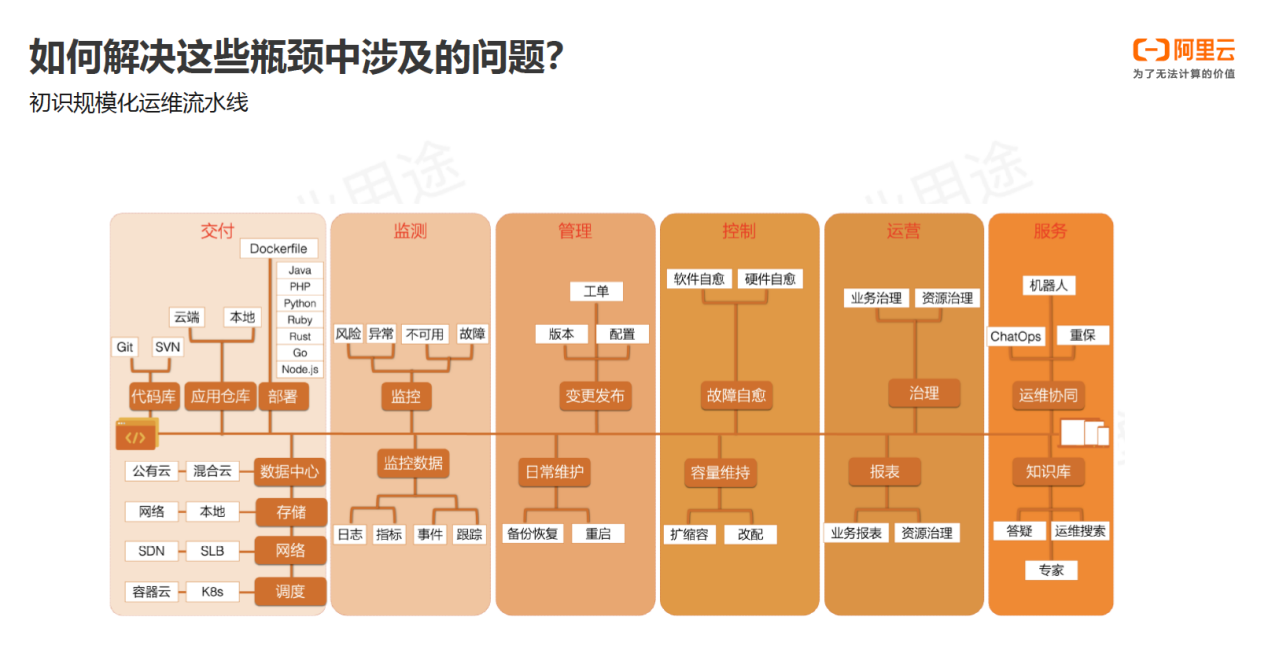 如何解决这些瓶颈中涉及的问题?
初识规模化运维流水线
阿里云
为了无法计算的价值
业用途
业用途
交付
Dockerfile
Java
PHP
Python
Ruby
Rust
Go
Node.js
云端
本地
Git
SVN
代码库
应用仓库
部署
</>
公有云
混合云
数据中心
网络
本地
存储
SDN
SLB
网络
容器云
K8s
调度
监测
风险
异常
不可用
故障
监控
监控数据
日志
指标
事件
跟踪
管理
工单
版本
配置
变更发布
日常维护
备份恢复
重启
控制
软件自愈
硬件自愈
故障自愈
容量维持
扩缩容
改配
运营
业务治理
资源治理
治理
报表
业务报表
资源治理
服务
机器人
ChatOps
重保
运维协同
知识库
答疑
运维搜索
专家